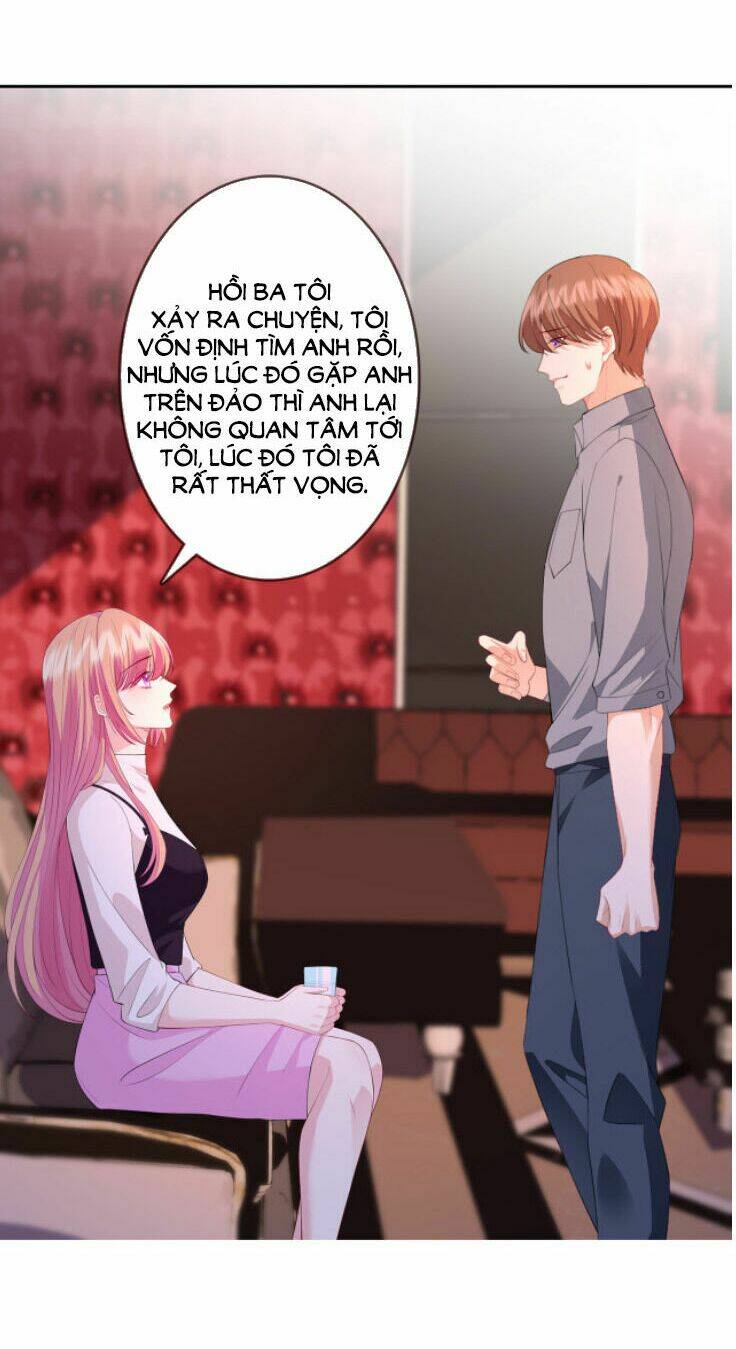 HỒI BA TÔI
XẢY RA CHUYỆN, TÔI
VỐN ĐỊNH TÌM ANH RỒI,
NHƯNG LÚC ĐÓ GẶP ANH
TRÊN ĐẢO THÌ ANH LẠI
KHÔNG QUAN TÂM TỚI
TÔI, LÚC ĐÓ TÔI ĐÃ
RẤT THẤT VỌNG.